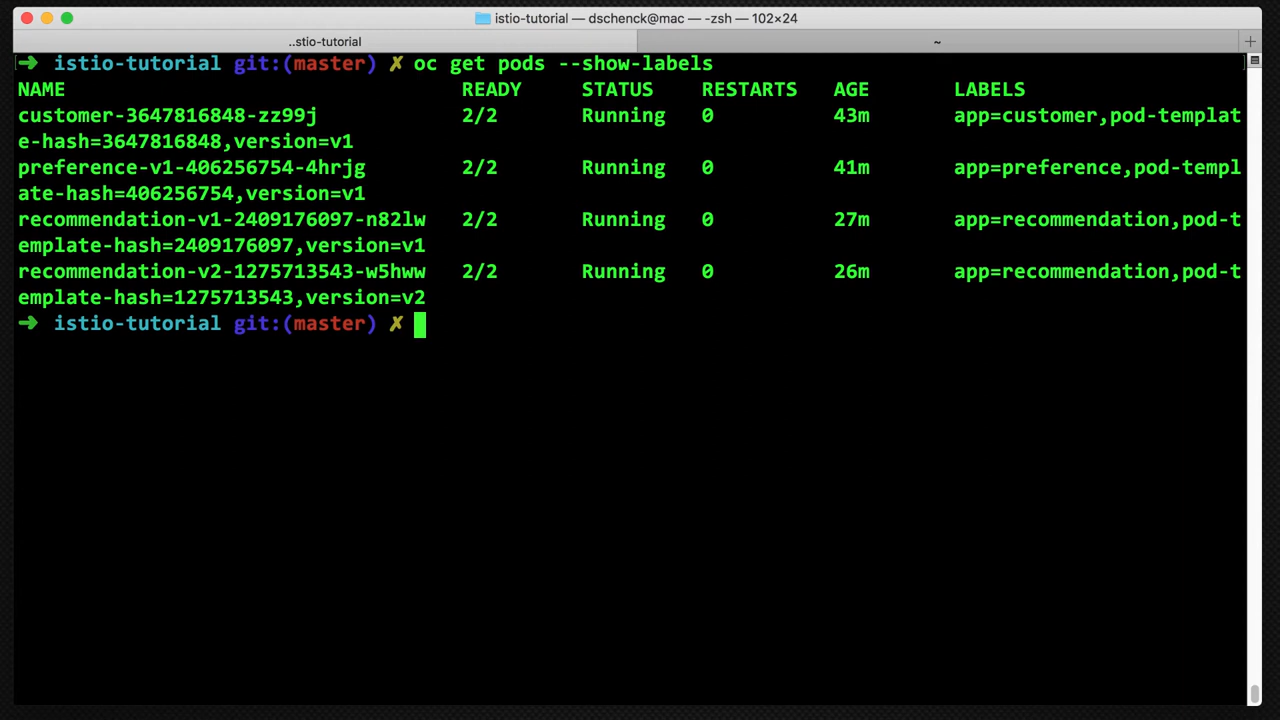 istio-tutorial — dschenck@mac — -zsh — 102×24
..stio-tutorial ~ +
➜ istio-tutorial git:(master) ✗ oc get pods --show-labels
NAME READY STATUS RESTARTS AGE LABELS
customer-3647816848-zz99j 2/2 Running 0 43m app=customer,pod-templat
e-hash=3647816848,version=v1
preference-v1-406256754-4hrjg 2/2 Running 0 41m app=preference,pod-templ
ate-hash=406256754,version=v1
recommendation-v1-2409176097-n82lw 2/2 Running 0 27m app=recommendation,pod-t
emplate-hash=2409176097,version=v1
recommendation-v2-1275713543-w5hww 2/2 Running 0 26m app=recommendation,pod-t
emplate-hash=1275713543,version=v2
➜ istio-tutorial git:(master) ✗